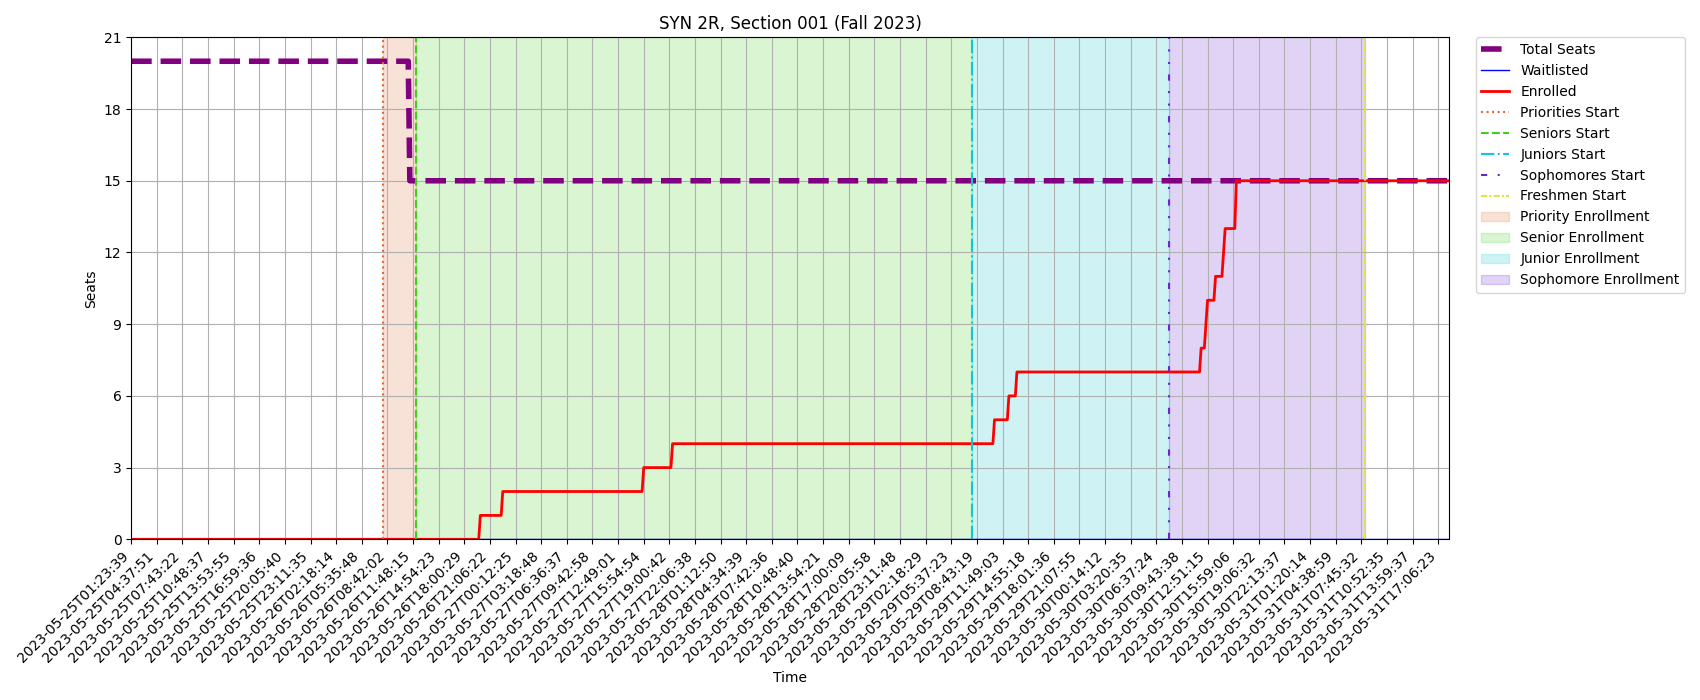 SYN 2R, Section 001 (Fall 2023)
21
18
15
12
9
6
3
0
Seats
2023-05-25T01:23:39
2023-05-25T04:37:51
2023-05-25T07:43:22
2023-05-25T10:48:37
2023-05-25T13:53:55
2023-05-25T16:59:36
2023-05-25T20:05:40
2023-05-25T23:11:35
2023-05-26T02:18:14
2023-05-26T05:35:48
2023-05-26T08:42:02
2023-05-26T11:48:15
2023-05-26T14:54:23
2023-05-26T18:00:29
2023-05-26T21:06:22
2023-05-27T00:12:25
2023-05-27T03:18:48
2023-05-27T06:36:37
2023-05-27T09:42:58
2023-05-27T12:49:01
2023-05-27T15:54:54
2023-05-27T19:00:42
2023-05-27T22:06:38
2023-05-28T01:12:50
2023-05-28T04:34:39
2023-05-28T07:42:36
2023-05-28T10:48:40
2023-05-28T13:54:21
2023-05-28T17:00:09
2023-05-28T20:05:58
2023-05-28T23:11:48
2023-05-29T02:18:29
2023-05-29T05:37:23
2023-05-29T08:43:19
2023-05-29T11:49:03
2023-05-29T14:55:18
2023-05-29T18:01:36
2023-05-29T21:07:55
2023-05-30T00:14:12
2023-05-30T03:20:35
2023-05-30T06:37:24
2023-05-30T09:43:38
2023-05-30T12:51:15
2023-05-30T15:59:06
2023-05-30T19:06:32
2023-05-30T22:13:37
2023-05-31T01:20:14
2023-05-31T04:38:59
2023-05-31T07:45:32
2023-05-31T10:52:35
2023-05-31T13:59:37
2023-05-31T17:06:23
Time
Total Seats
Waitlisted
Enrolled
Priorities Start
Seniors Start
Juniors Start
Sophomores Start
Freshmen Start
Priority Enrollment
Senior Enrollment
Junior Enrollment
Sophomore Enrollment